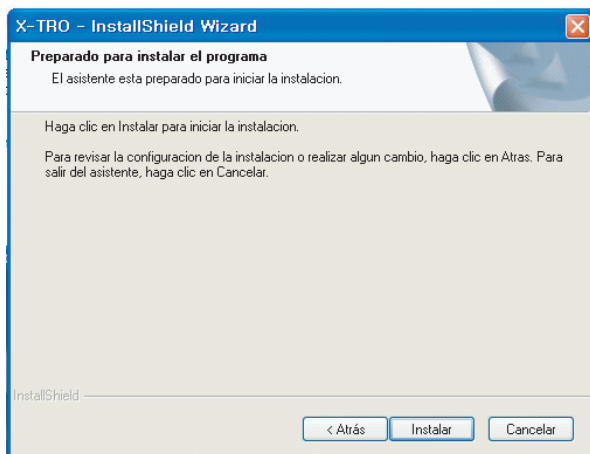 X-TRO - InstallShield Wizard
Preparado para instalar el programa
El asistente esta preparado para iniciar la instalacion.
Haga clic en Instalar para iniciar la instalacion.
Para revisar la configuracion de la instalacion o realizar algun cambio, haga clic en Atras. Para
salir del asistente, haga clic en Cancelar.
InstallShield
< Atrás Instalar Cancelar